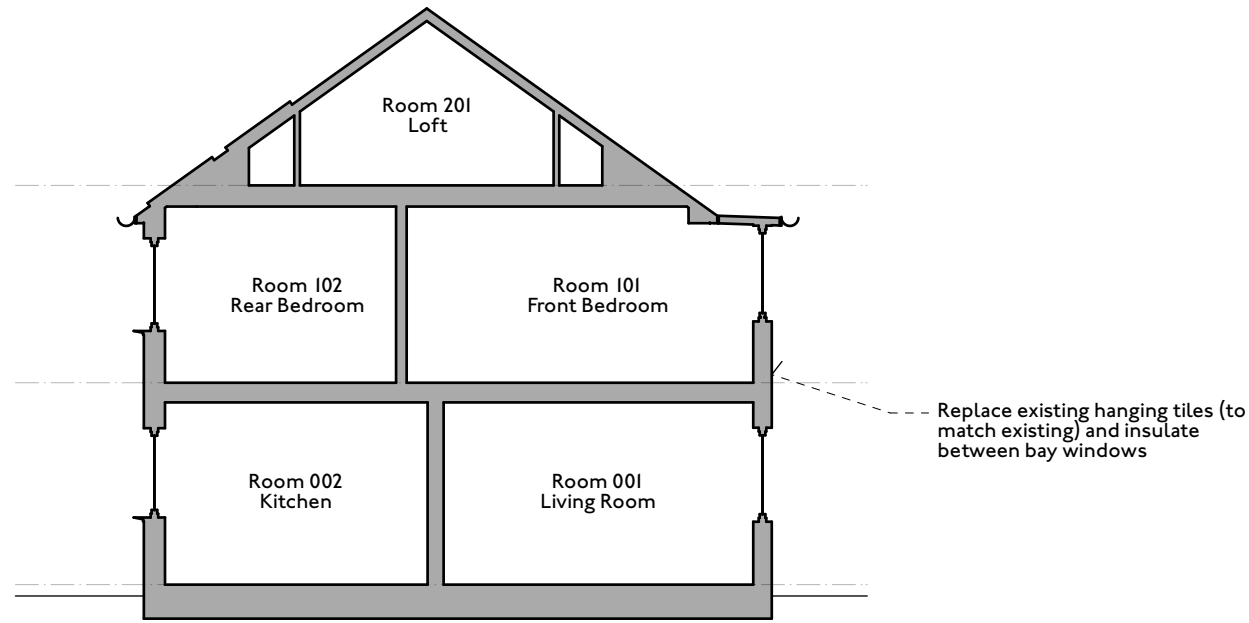 Room 201
Loft
Room 102
Rear Bedroom
Room 101
Front Bedroom
Replace existing hanging tiles (to
match existing) and insulate
between bay windows
Room 002
Kitchen
Room 001
Living Room